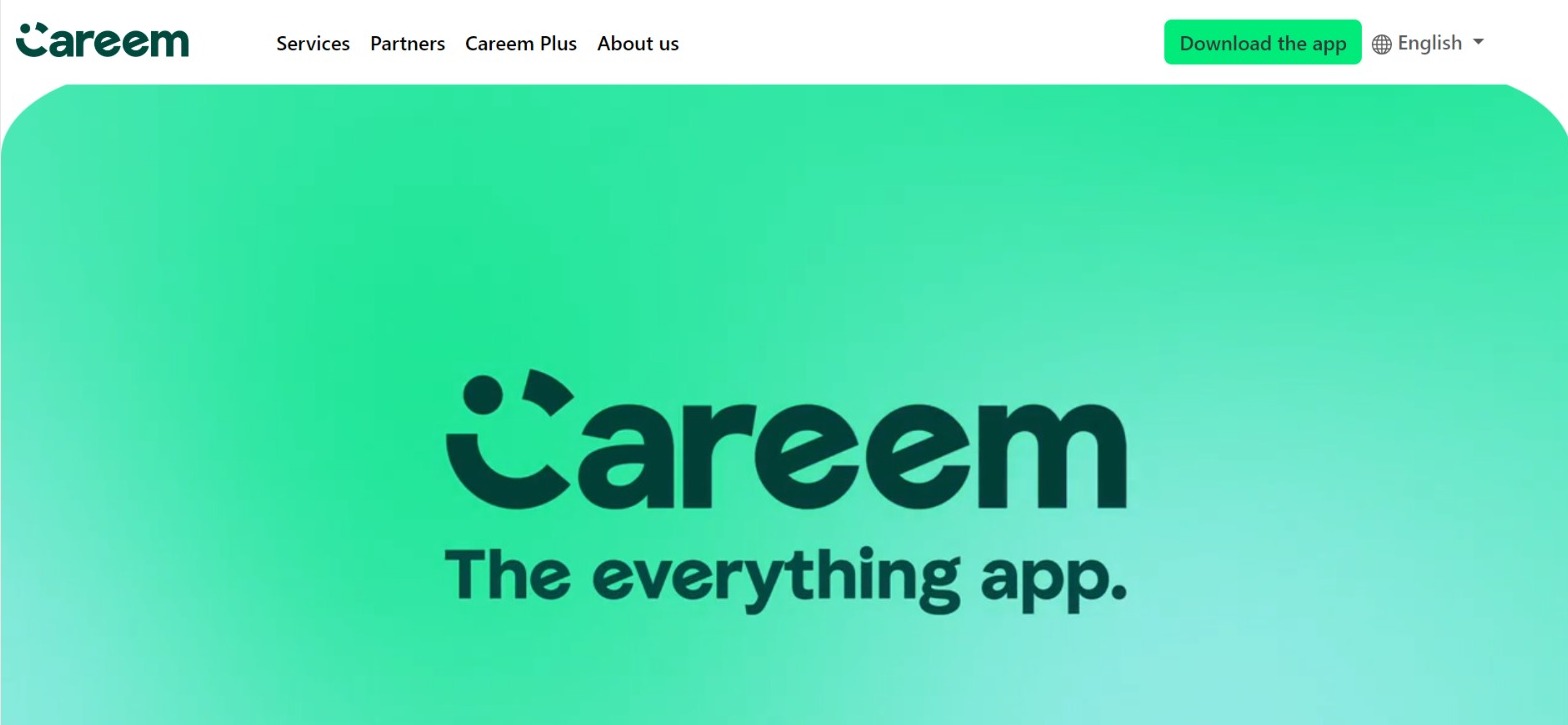 Careem Services Partners Careem Plus About us Download the app English
Careem
The everything app.